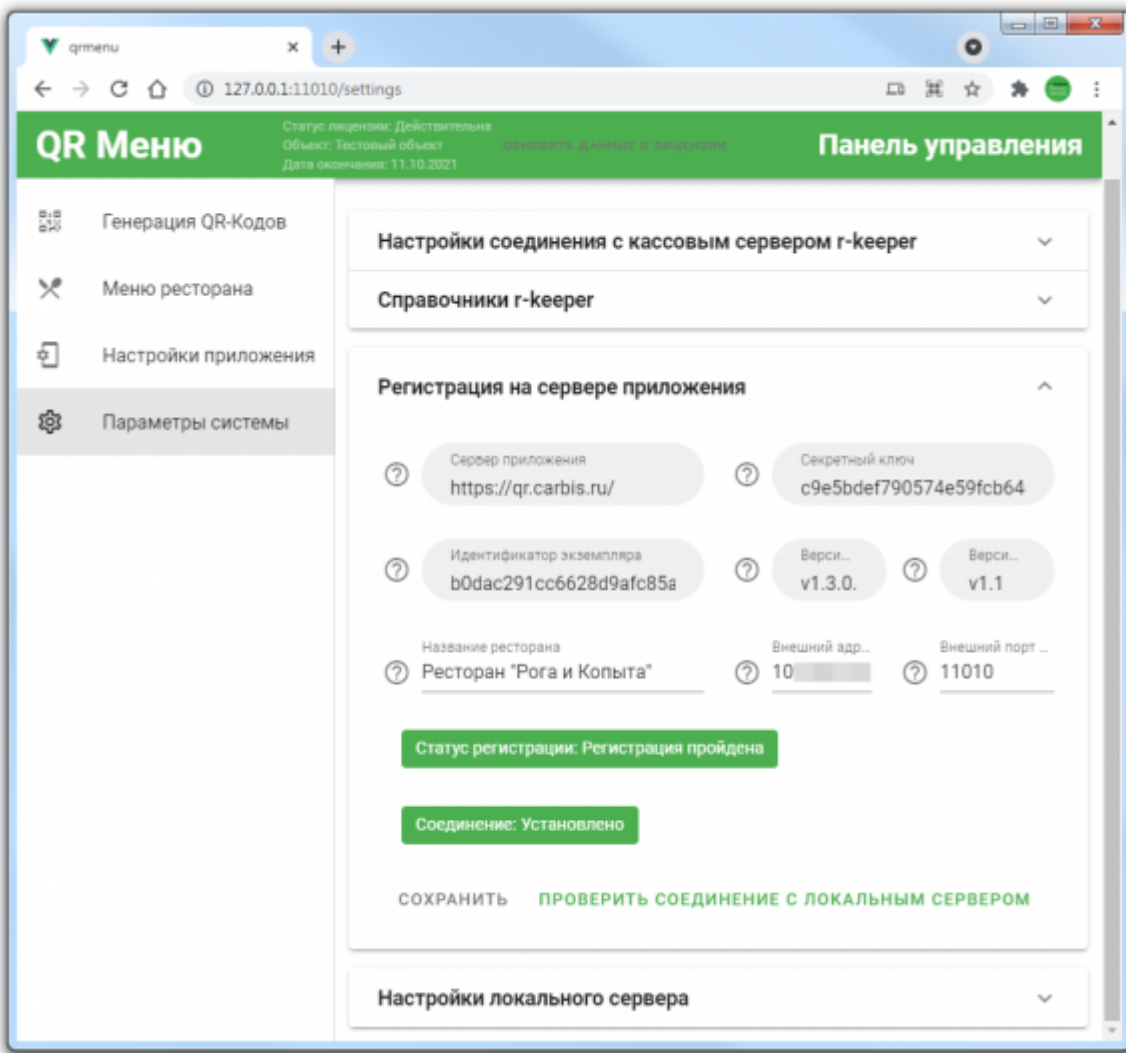 qrmenu
127.0.0.1:11010/settings
QR Меню
Статус лицензии: Действительна
Объект: Тестовый объект
Дата окончания: 11.10.2021
ОБНОВИТЬ ДАННЫЕ О ЛИЦЕНЗИИ
Панель управления
Генерация QR-Кодов
Меню ресторана
Настройки приложения
Параметры системы
Настройки соединения с кассовым сервером r-keeper
Справочники r-keeper
Регистрация на сервере приложения
Сервер приложения
https://qr.carbis.ru/
Секретный ключ
c9e5bdef790574e59fcb64
Идентификатор экземпляра
b0dac291cc6628d9afc85a
Верси...
v1.3.0.
Верси...
v1.1
Название ресторана
Ресторан "Рога и Копыта"
Внешний адр...
10
Внешний порт ...
11010
Статус регистрации: Регистрация пройдена
Соединение: Установлено
СОХРАНИТЬ
ПРОВЕРИТЬ СОЕДИНЕНИЕ С ЛОКАЛЬНЫМ СЕРВЕРОМ
Настройки локального сервера